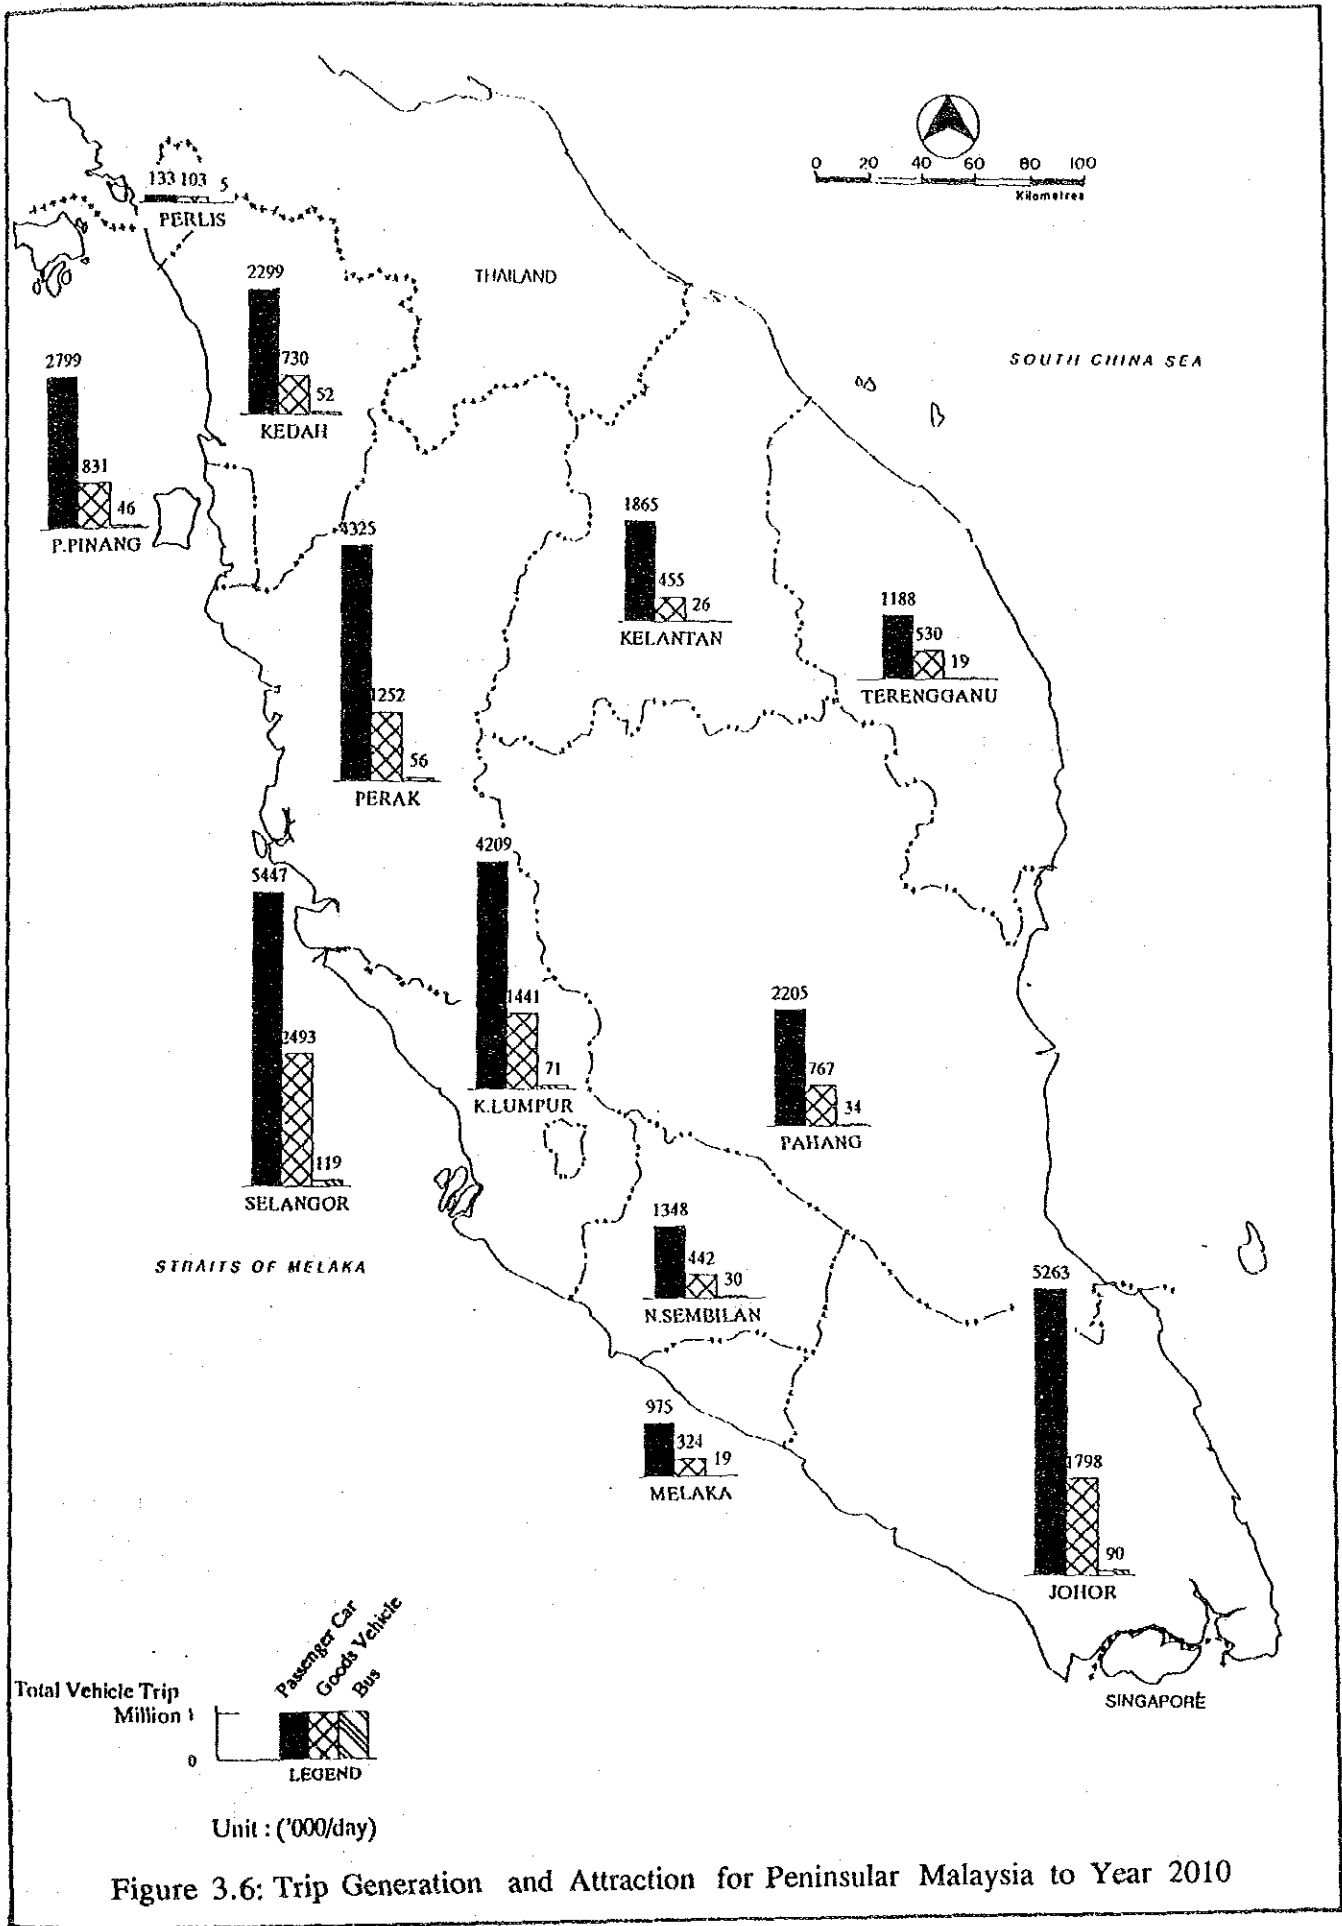 0 20 40 60 80 100
Kilometres
133 103 5
PERLIS
THAILAND
2299
730
52
KEDAH
SOUTH CHINA SEA
2799
831
46
P.PINANG
4325
1252
56
PERAK
1865
455
26
KELANTAN
1188
530
19
TERENGGANU
4209
1441
71
K.LUMPUR
5447
2493
119
SELANGOR
2205
767
34
PAHANG
STRAITS OF MELAKA
1348
442
30
N.SEMBILAN
5263
1798
90
JOHOR
975
324
19
MELAKA
SINGAPORE
Passenger Car
Goods Vehicle
Bus
Total Vehicle Trip
Million 1
0
LEGEND
Unit : ('000/day)
Figure 3.6: Trip Generation and Attraction for Peninsular Malaysia to Year 2010